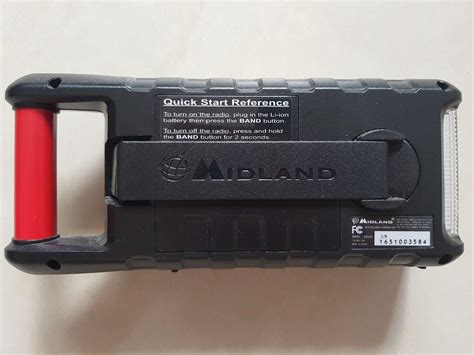 Quick Start Reference
To turn on the radio, plug in the Li-ion
battery then press the BAND button.
To turn off the radio, press and hold
the BAND button for 2 seconds.
MIDLAND
MIDLAND
FC
S/N
1651003584